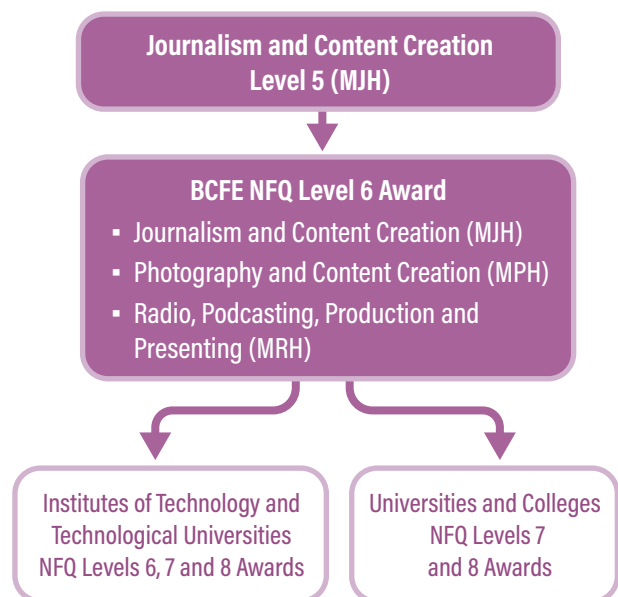 Journalism and Content Creation
Level 5 (MJH)
BCFE NFQ Level 6 Award
▪ Journalism and Content Creation (MJH)
▪ Photography and Content Creation (MPH)
▪ Radio, Podcasting, Production and
Presenting (MRH)
Institutes of Technology and
Technological Universities
NFQ Levels 6, 7 and 8 Awards
Universities and Colleges
NFQ Levels 7
and 8 Awards